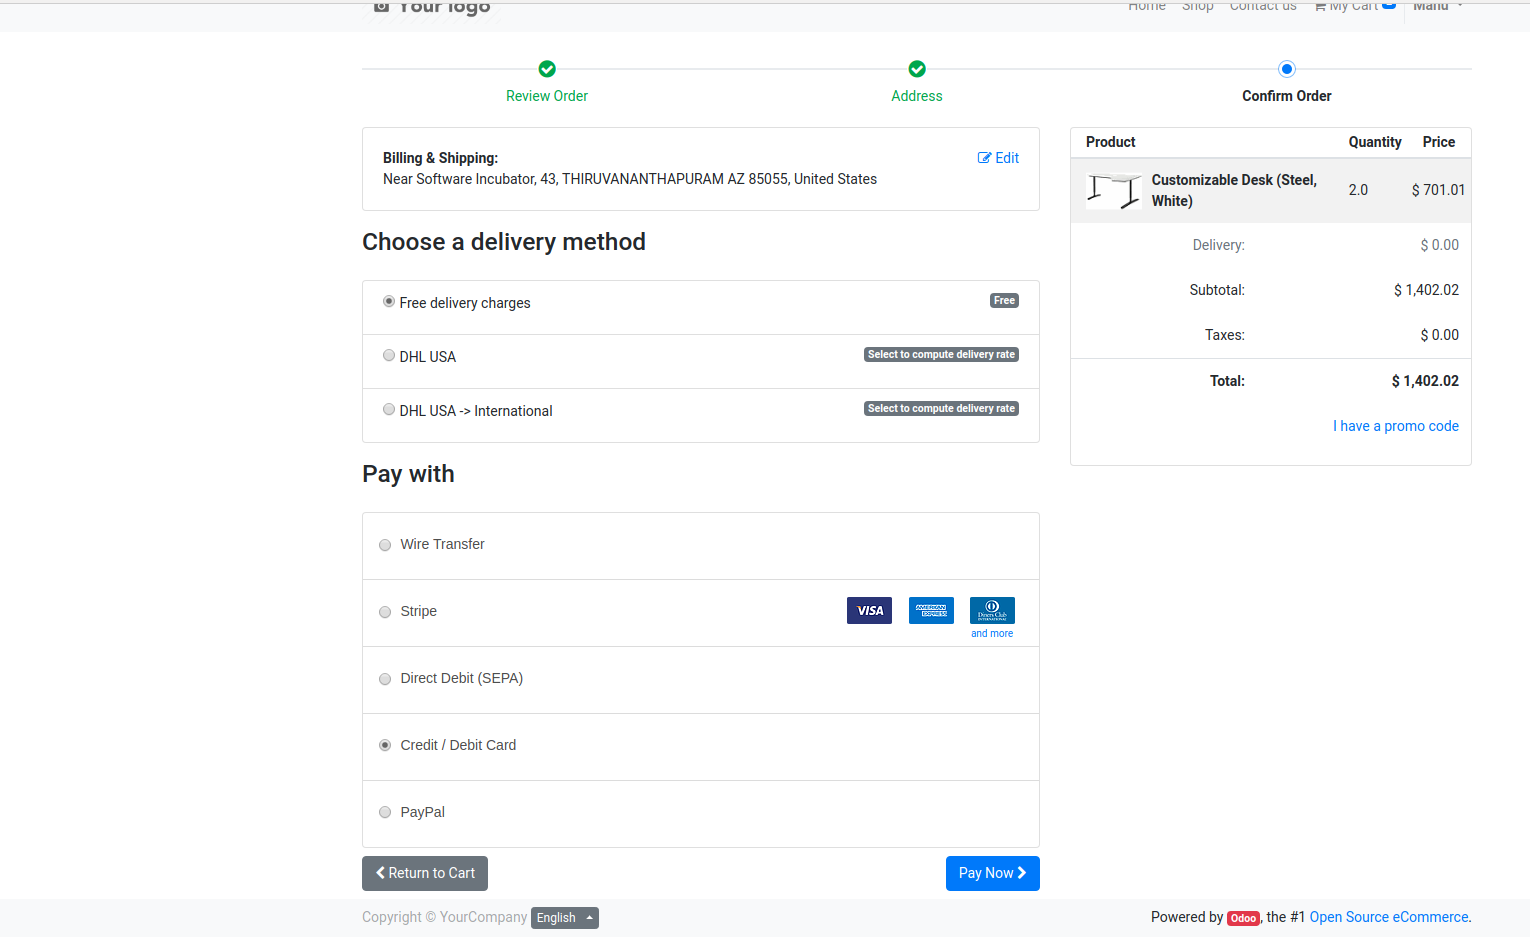 Your logo
Home Shop Contact us My Cart Manu
Review Order Address Confirm Order
Billing & Shipping: Edit
Near Software Incubator, 43, THIRUVANANTHAPURAM AZ 85055, United States
Choose a delivery method
Free delivery charges Free
DHL USA Select to compute delivery rate
DHL USA -> International Select to compute delivery rate
Pay with
Wire Transfer
Stripe VISA AMERICAN EXPRESS Diners Club INTERNATIONAL
and more
Direct Debit (SEPA)
Credit / Debit Card
PayPal
Return to Cart Pay Now
Product Quantity Price
Customizable Desk (Steel, White) 2.0 $ 701.01
Delivery: $ 0.00
Subtotal: $ 1,402.02
Taxes: $ 0.00
Total: $ 1,402.02
I have a promo code
Copyright © YourCompany English
Powered by Odoo, the #1 Open Source eCommerce.